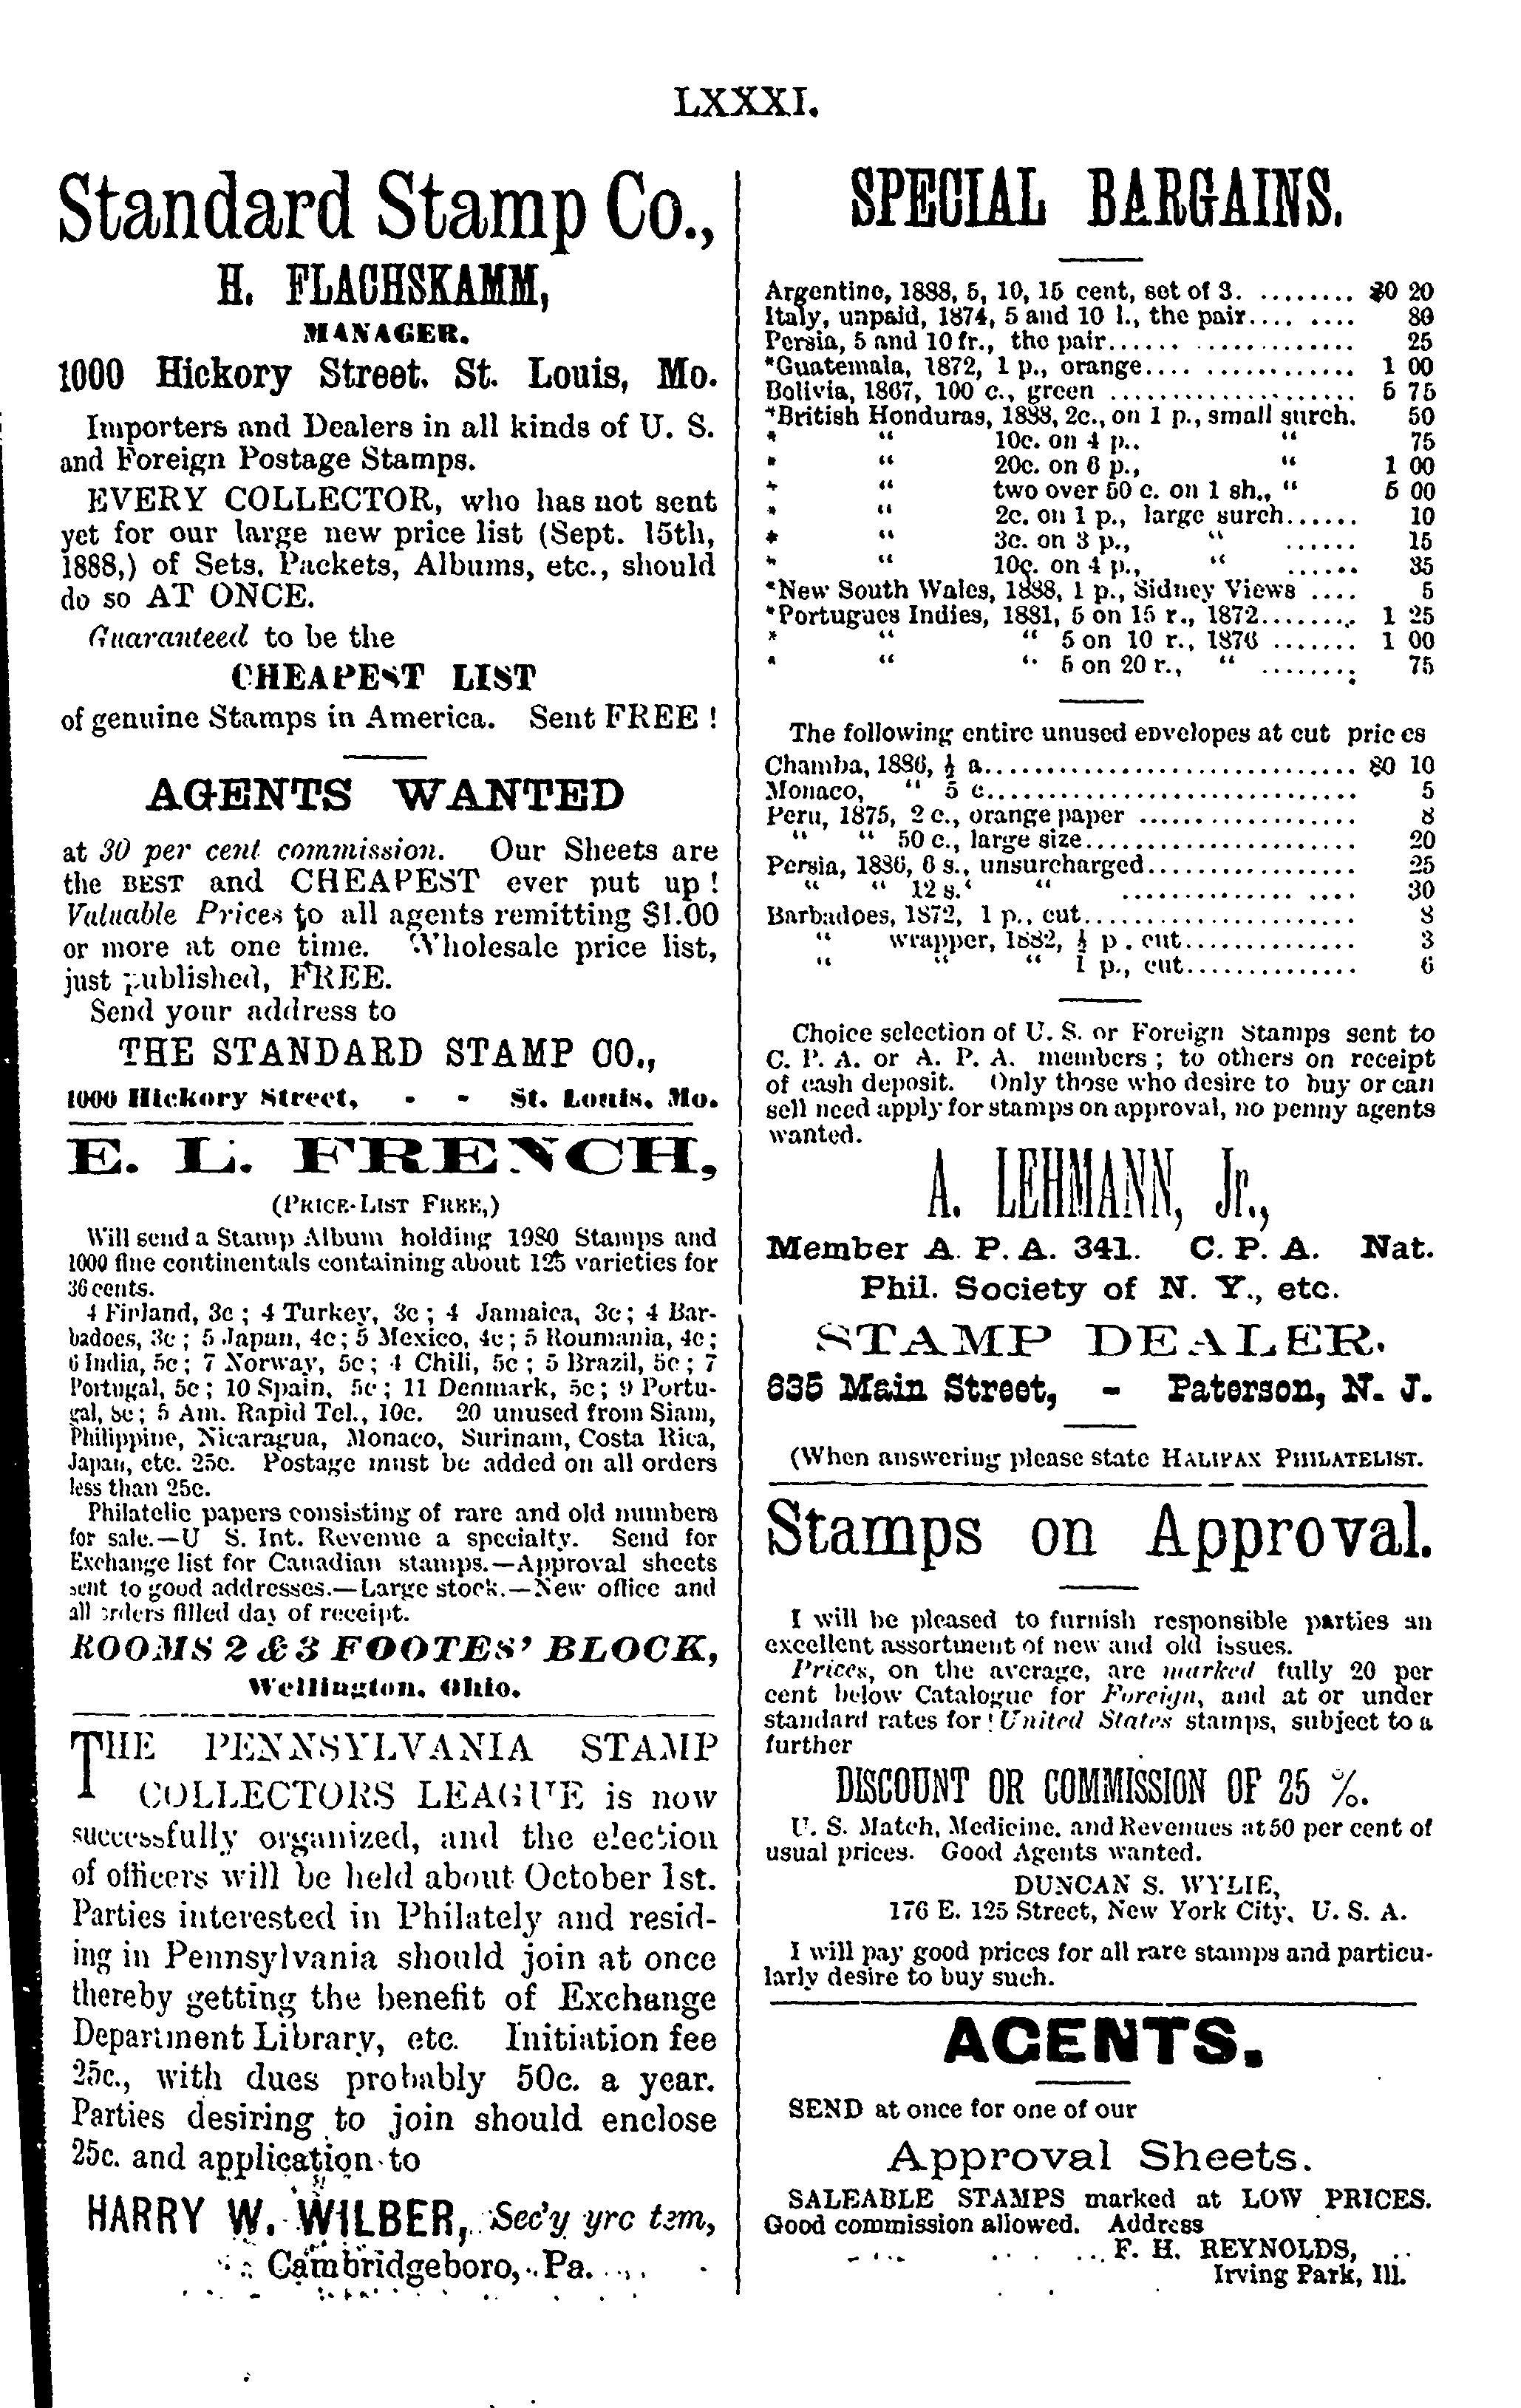 LXXXI.
Standard Stamp Co.,
H. FLACHSKAMM,
MANAGER.
1000 Hickory Street. St. Louis, Mo.
Importers and Dealers in all kinds of U. S.
and Foreign Postage Stamps.
EVERY COLLECTOR, who has not sent
yet for our large new price list (Sept. 15th,
1888,) of Sets, Packets, Albums, etc., should
do so AT ONCE.
Guaranteed to be the
CHEAPEST LIST
of genuine Stamps in America. Sent FREE !
AGENTS WANTED
at 30 per cent commission. Our Sheets are
the BEST and CHEAPEST ever put up !
Valuable Prices to all agents remitting $1.00
or more at one time. Wholesale price list,
just published, FREE.
Send your address to
THE STANDARD STAMP CO.,
1000 Hickory Street, - - St. Louis, Mo.
E. L. FRENCH,
(PRICE-LIST FREE,)
Will send a Stamp Album holding 1980 Stamps and
1000 fine continentals containing about 125 varieties for
36 cents.
4 Finland, 3c ; 4 Turkey, 3c ; 4 Jamaica, 3c ; 4 Bar-
badoes, 3c ; 5 Japan, 4c ; 5 Mexico, 4c ; 5 Roumania, 4c ;
6 India, 5c ; 7 Norway, 5c ; 4 Chili, 5c ; 5 Brazil, 5c ; 7
Portugal, 5c ; 10 Spain, 5c ; 11 Denmark, 5c ; 9 Portu-
gal, 8c ; 5 Am. Rapid Tel., 10c. 20 unused from Siam,
Philippine, Nicaragua, Monaco, Surinam, Costa Rica,
Japan, etc. 25c. Postage must be added on all orders
less than 25c.
Philatelic papers consisting of rare and old numbers
for sale.—U S. Int. Revenue a specialty. Send for
Exchange list for Canadian stamps.—Approval sheets
sent to good addresses.—Large stock.—New office and
all orders filled day of receipt.
ROOMS 2 & 3 FOOTES' BLOCK,
Wellington, Ohio.
THE PENNSYLVANIA STAMP
COLLECTORS LEAGUE is now
successfully organized, and the election
of officers will be held about October 1st.
Parties interested in Philately and resid-
ing in Pennsylvania should join at once
thereby getting the benefit of Exchange
Department Library, etc. Initiation fee
25c., with dues probably 50c. a year.
Parties desiring to join should enclose
25c. and application to
HARRY W. WILBER, Sec'y yrc tem,
Cambridgeboro, Pa.
SPECIAL BARGAINS.
Argentino, 1888, 5, 10, 15 cent, set of 3. ......... $0 20
Italy, unpaid, 1874, 5 and 10 l., the pair.... .... 80
Persia, 5 and 10 fr., the pair...... ............. 25
*Guatemala, 1872, 1 p., orange.... ............ 1 00
Bolivia, 1867, 100 c., green .................... 5 75
*British Honduras, 1888, 2c., on 1 p., small surch. 50
* “ 10c. on 4 p.. “ 75
* “ 20c. on 6 p., “ 1 00
* “ two over 50 c. on 1 sh., “ 5 00
* “ 2c. on 1 p., large surch...... 10
* “ 3c. on 3 p., “ ...... 15
* “ 10c. on 4 p., “ ...... 35
*New South Wales, 1888, 1 p., Sidney Views .... 5
*Portugues Indies, 1881, 5 on 15 r., 1872........ 1 25
* “ “ 5 on 10 r., 1876 ....... 1 00
* “ “ 5 on 20 r., “ ........ 75
The following entire unused envelopes at cut prices
Chamba, 1886, ½ a.............................. $0 10
Monaco, “ 5 c.............................. 5
Peru, 1875, 2 c., orange paper .................. 8
“ “ 50 c., large size...................... 20
Persia, 1886, 6 s., unsurcharged................ 25
“ “ 12 s. “ ................ .... 30
Barbadoes, 1872, 1 p., cut...................... 8
“ wrapper, 1882, ½ p . cut.............. 3
“ “ “ 1 p., cut.............. 6
Choice selection of U. S. or Foreign Stamps sent to
C. P. A. or A. P. A. members ; to others on receipt
of cash deposit. Only those who desire to buy or can
sell need apply for stamps on approval, no penny agents
wanted.
A. LEHMANN, Jr.,
Member A. P. A. 341. C. P. A. Nat.
Phil. Society of N. Y., etc.
STAMP DEALER.
635 Main Street, - Paterson, N. J.
(When answering please state HALIFAX PHILATELIST.
Stamps on Approval.
I will be pleased to furnish responsible parties an
excellent assortment of new and old issues.
Prices, on the average, are marked fully 20 per
cent below Catalogue for Foreign, and at or under
standard rates for United States stamps, subject to a
further
DISCOUNT OR COMMISSION OF 25 %.
U. S. Match, Medicine, and Revenues at 50 per cent of
usual prices. Good Agents wanted.
DUNCAN S. WYLIE,
176 E. 125 Street, New York City, U. S. A.
I will pay good prices for all rare stamps and particu-
larly desire to buy such.
AGENTS.
SEND at once for one of our
Approval Sheets.
SALEABLE STAMPS marked at LOW PRICES.
Good commission allowed. Address
F. H. REYNOLDS,
Irving Park, Ill.